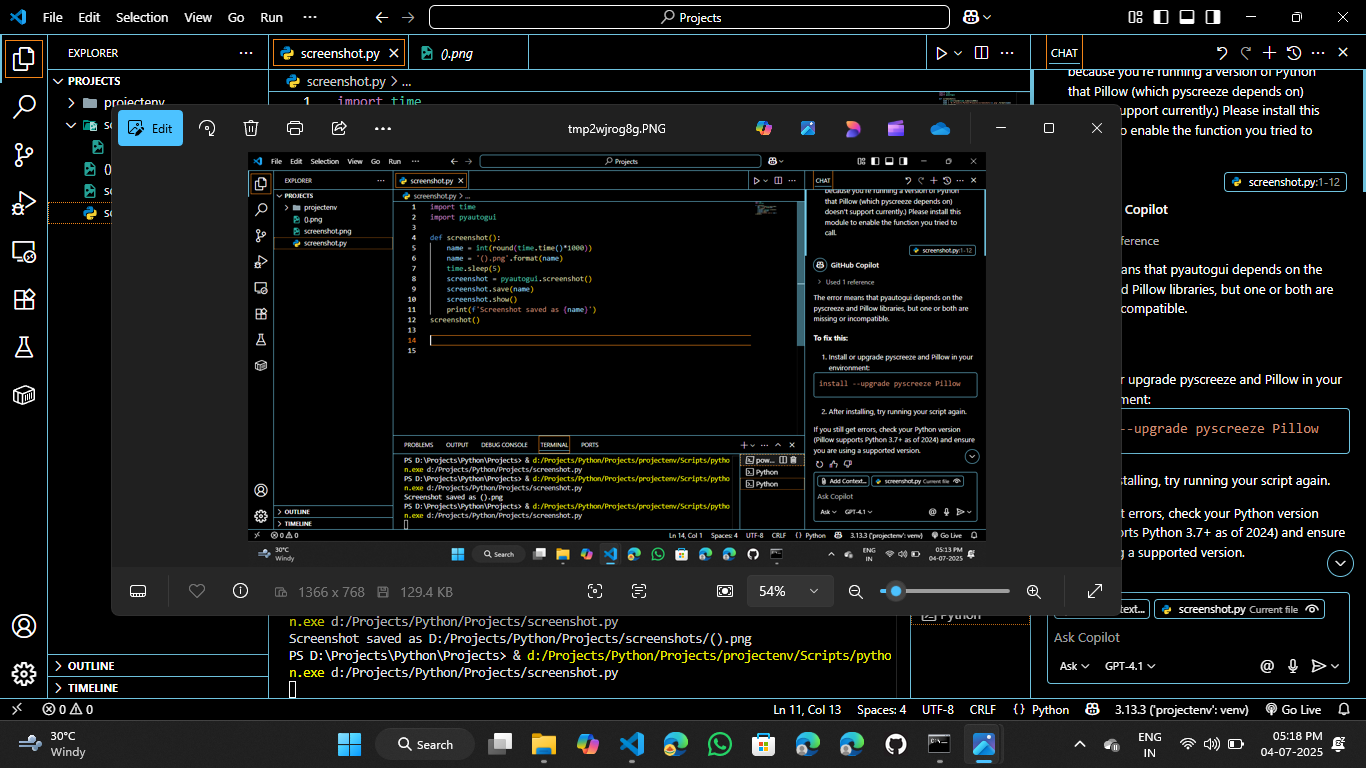 File Edit Selection View Go Run ··· Projects
EXPLORER ···
screenshot.py
().png
CHAT
PROJECTS
projectenv
screenshot.py > ...
1 import time
because you're running a version of Python
that Pillow (which pyscreeze depends on)
support currently.) Please install this
to enable the function you tried to
screenshot.py:1-12
Copilot
ference
ans that pyautogui depends on the
d Pillow libraries, but one or both are
compatible.
r upgrade pyscreeze and Pillow in your
ment:
--upgrade pyscreeze Pillow
stalling, try running your script again.
t errors, check your Python version
orts Python 3.7+ as of 2024) and ensure
g a supported version.
screenshot.py Current file
Ask Copilot
Ask GPT-4.1
Edit
tmp2wjrog8g.PNG
File Edit Selection View Go Run ··· Projects
EXPLORER ···
screenshot.py
CHAT
PROJECTS
projectenv
().png
screenshot.png
screenshot.py
screenshot.py > ...
1 import time
2 import pyautogui
3
4 def screenshot():
5 name = int(round(time.time()*1000))
6 name = '().png'.format(name)
7 time.sleep(5)
8 screenshot = pyautogui.screenshot()
9 screenshot.save(name)
10 screenshot.show()
11 print(f'Screenshot saved as {name}')
12 screenshot()
13
14
15
because you're running a version of Python
that Pillow (which pyscreeze depends on)
doesn't support currently.) Please install this
module to enable the function you tried to
call.
screenshot.py:1-12
GitHub Copilot
> Used 1 reference
The error means that pyautogui depends on the
pyscreeze and Pillow libraries, but one or both are
missing or incompatible.
To fix this:
1. Install or upgrade pyscreeze and Pillow in your
environment:
install --upgrade pyscreeze Pillow
2. After installing, try running your script again.
If you still get errors, check your Python version
(Pillow supports Python 3.7+ as of 2024) and ensure
you are using a supported version.
Add Context... screenshot.py Current file
Ask Copilot
Ask GPT-4.1
PROBLEMS OUTPUT DEBUG CONSOLE TERMINAL PORTS
PS D:\Projects\Python\Projects> & d:/Projects/Python/Projects/projectenv/Scripts/pytho
n.exe d:/Projects/Python/Projects/screenshot.py
PS D:\Projects\Python\Projects> & d:/Projects/Python/Projects/projectenv/Scripts/pytho
n.exe d:/Projects/Python/Projects/screenshot.py
Screenshot saved as ().png
PS D:\Projects\Python\Projects> & d:/Projects/Python/Projects/projectenv/Scripts/pytho
n.exe d:/Projects/Python/Projects/screenshot.py
pow...
Python
Python
OUTLINE
TIMELINE
0 0 Ln 14, Col 1 Spaces: 4 UTF-8 CRLF {} Python 3.13.3 ('projectenv': venv) Go Live
30°C
Windy
Search
ENG
IN
05:13 PM
04-07-2025
1366 x 768 129.4 KB 54%
n.exe d:/Projects/Python/Projects/screenshot.py
Screenshot saved as D:/Projects/Python/Projects/screenshots/().png
PS D:\Projects\Python\Projects> & d:/Projects/Python/Projects/projectenv/Scripts/pytho
n.exe d:/Projects/Python/Projects/screenshot.py
Python
OUTLINE
TIMELINE
0 0 Ln 11, Col 13 Spaces: 4 UTF-8 CRLF {} Python 3.13.3 ('projectenv': venv) Go Live
30°C
Windy
Search
ENG
IN
05:18 PM
04-07-2025